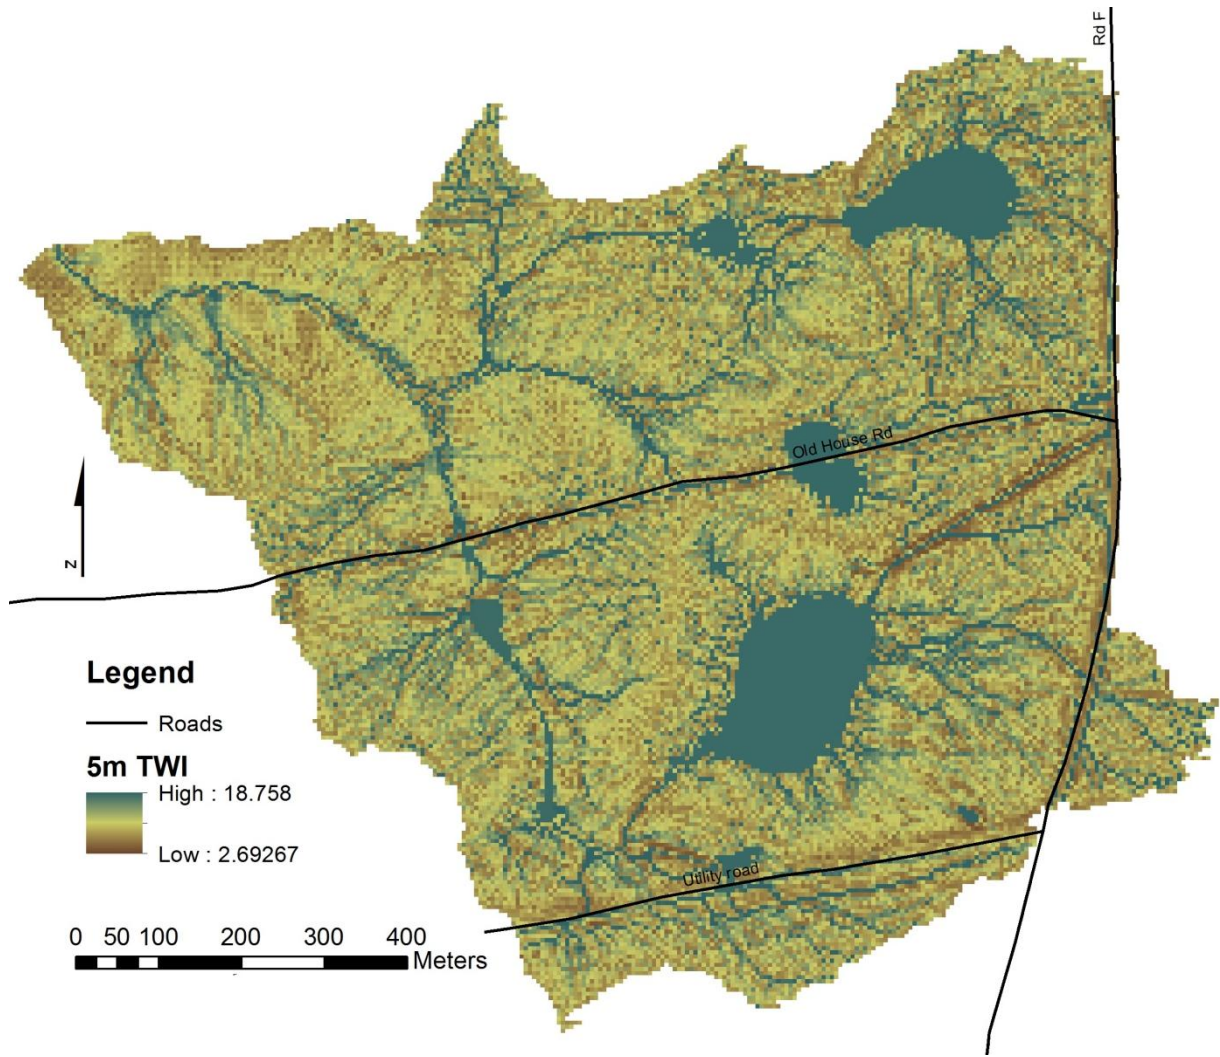 Rd F
Old House Rd
N
Legend
Roads
5m TWI
High : 18.758
Low : 2.69267
Utility road
0 50 100 200 300 400
Meters